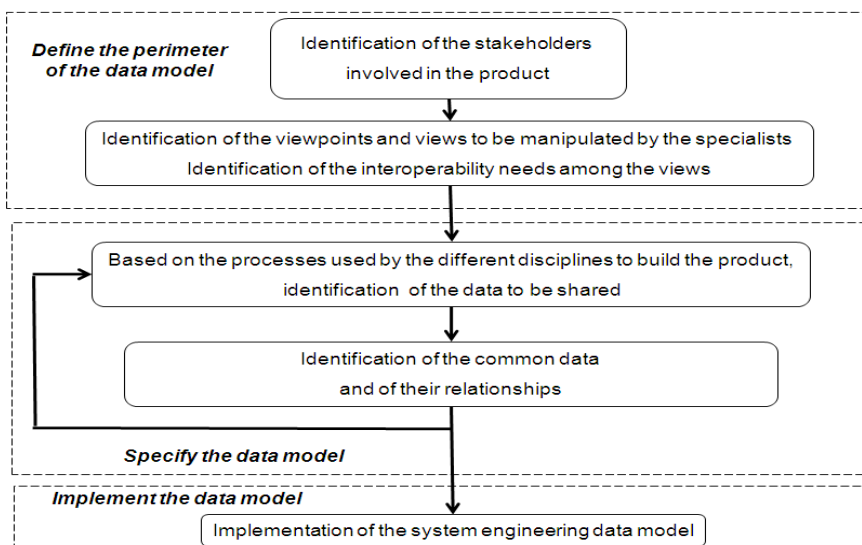 Define the perimeter
of the data model
Identification of the stakeholders
involved in the product
Identification of the viewpoints and views to be manipulated by the specialists
Identification of the interoperability needs among the views
Based on the processes used by the different disciplines to build the product,
identification of the data to be shared
Identification of the common data
and of their relationships
Specify the data model
Implement the data model
Implementation of the system engineering data model